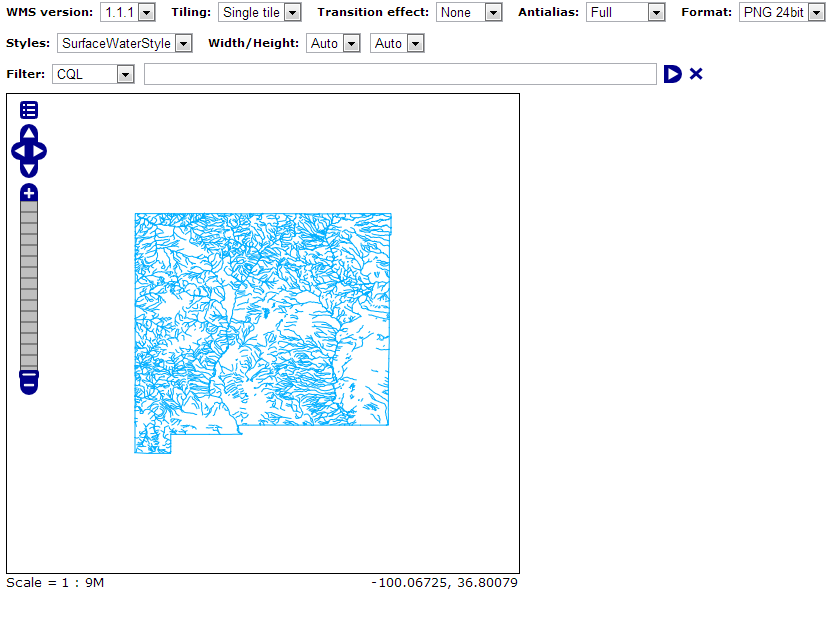 WMS version: 1.1.1 Tiling: Single tile Transition effect: None Antialias: Full Format: PNG 24bit
Styles: SurfaceWaterStyle Width/Height: Auto Auto
Filter: CQL
Scale = 1 : 9M -100.06725, 36.80079